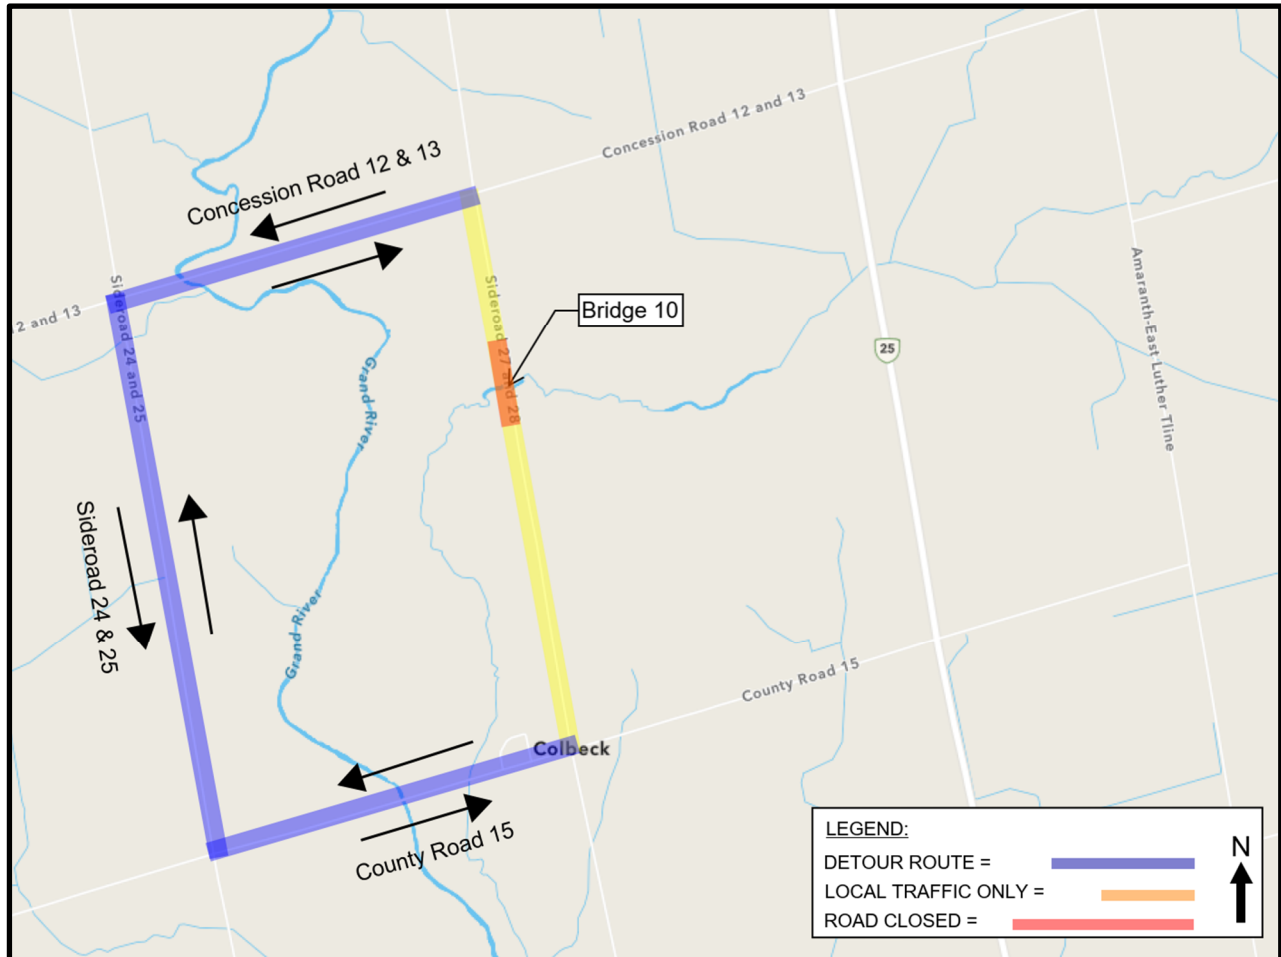 Concession Road 12 and 13
Concession Road 12 & 13
Sideroad 24 and 25
Sideroad 27 and 28
Amaranth-East Luther Tline
Bridge 10
2 and 13
25
Grand River
Sideroad 24 & 25
Grand River
County Road 15
Colbeck
County Road 15
LEGEND:
DETOUR ROUTE =
LOCAL TRAFFIC ONLY =
ROAD CLOSED =
N